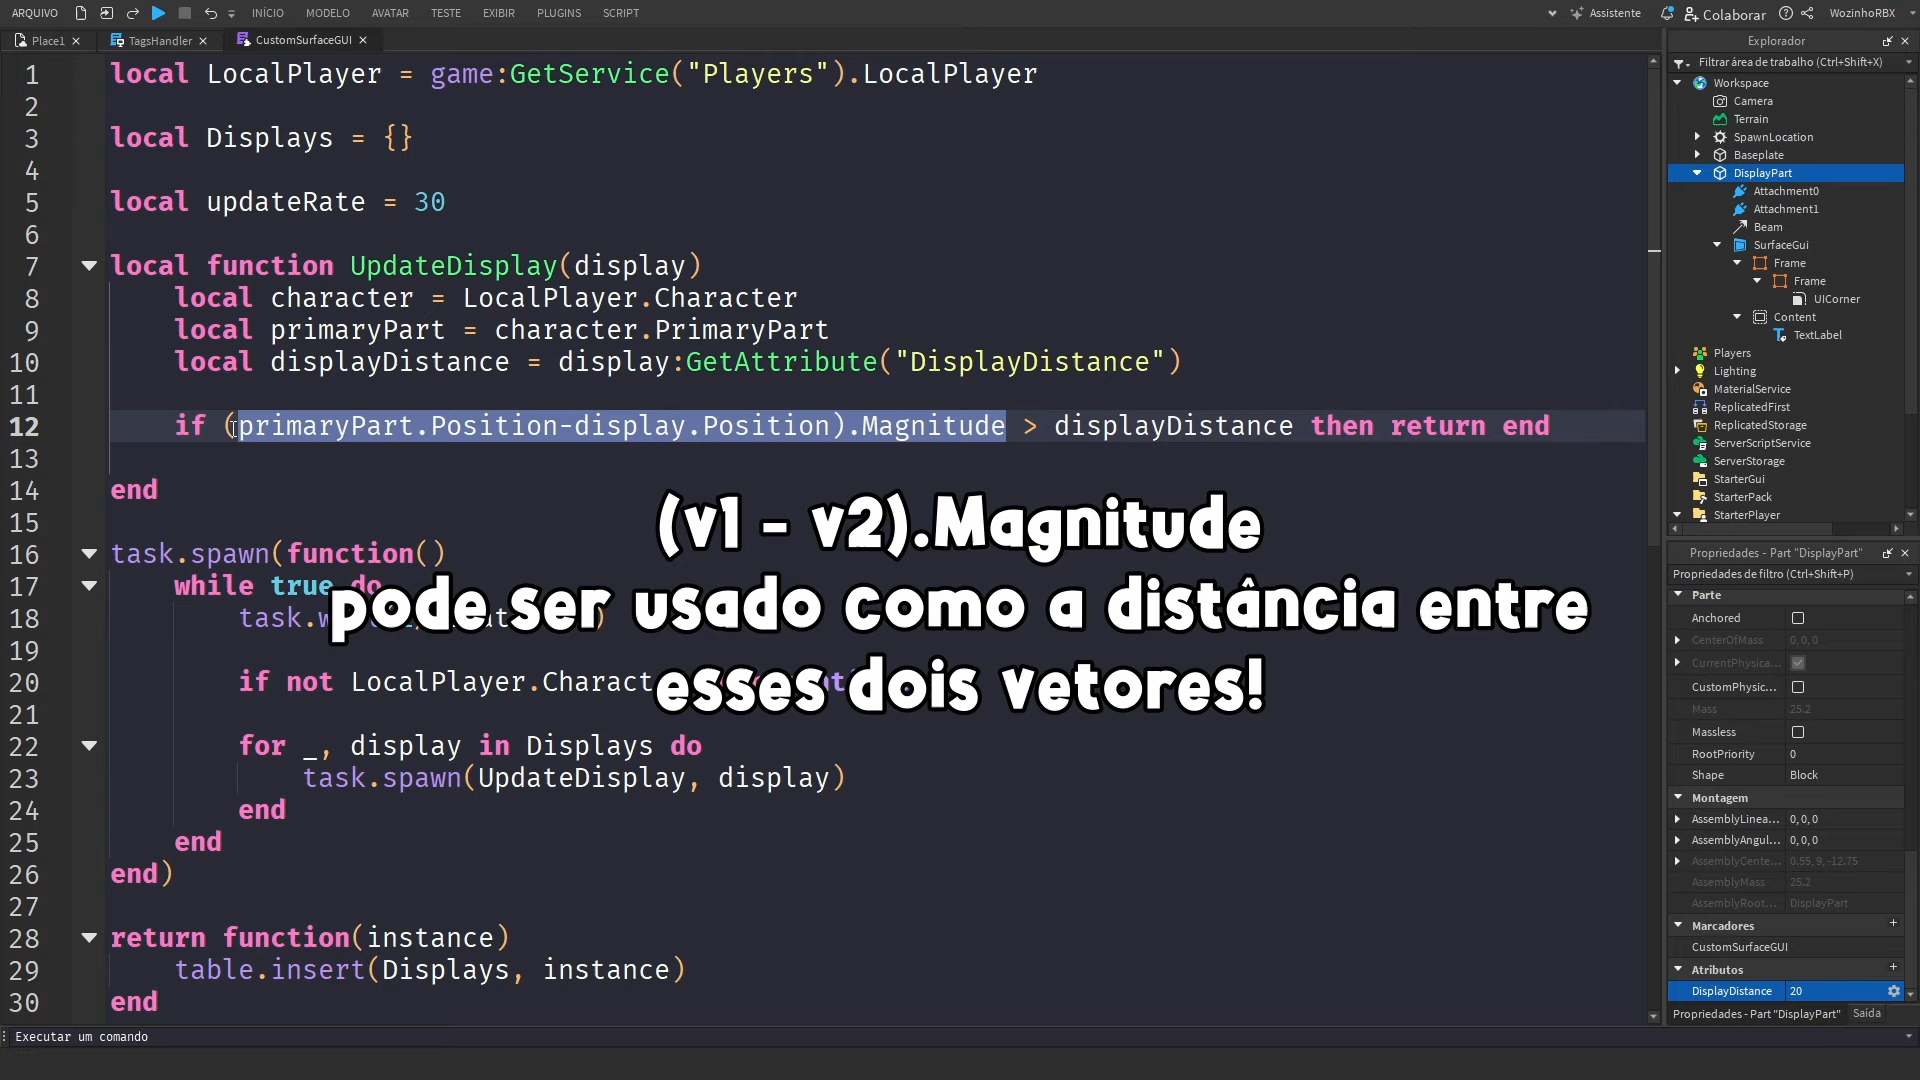 ARQUIVO INÍCIO MODELO AVATAR TESTE EXIBIR PLUGINS SCRIPT Assistente Colaborar WozinhoRBX
Place1 TagsHandler CustomSurfaceGUI
1 local LocalPlayer = game:GetService("Players").LocalPlayer
2
3 local Displays = {}
4
5 local updateRate = 30
6
7 local function UpdateDisplay(display)
8 local character = LocalPlayer.Character
9 local primaryPart = character.PrimaryPart
10 local displayDistance = display:GetAttribute("DisplayDistance")
11
12 if (primaryPart.Position-display.Position).Magnitude > displayDistance then return end
13
14 end
15
16 task.spawn(function()
17 while true do
18 task.
19
20 if not LocalPlayer.Charact
21
22 for _, display in Displays do
23 task.spawn(UpdateDisplay, display)
24 end
25 end
26 end)
27
28 return function(instance)
29 table.insert(Displays, instance)
30 end
(v1 - v2).Magnitude
pode ser usado como a distância entre
esses dois vetores!
Executar um comando
Explorador
Filtrar área de trabalho (Ctrl+Shift+X)
Workspace
Camera
Terrain
SpawnLocation
Baseplate
DisplayPart
Attachment0
Attachment1
Beam
SurfaceGui
Frame
Frame
UICorner
Content
TextLabel
Players
Lighting
MaterialService
ReplicatedFirst
ReplicatedStorage
ServerScriptService
ServerStorage
StarterGui
StarterPack
StarterPlayer
Propriedades - Part "DisplayPart"
Propriedades de filtro (Ctrl+Shift+P)
Parte
Anchored
CenterOfMass 0, 0, 0
CurrentPhysica...
CustomPhysic...
Mass 25.2
Massless
RootPriority 0
Shape Block
Montagem
AssemblyLinea... 0, 0, 0
AssemblyAngul... 0, 0, 0
AssemblyCente... 0.55, 9, -12.75
AssemblyMass 25.2
AssemblyRoot... DisplayPart
Marcadores
CustomSurfaceGUI
Atributos
DisplayDistance 20
Propriedades - Part "DisplayPart" Saída